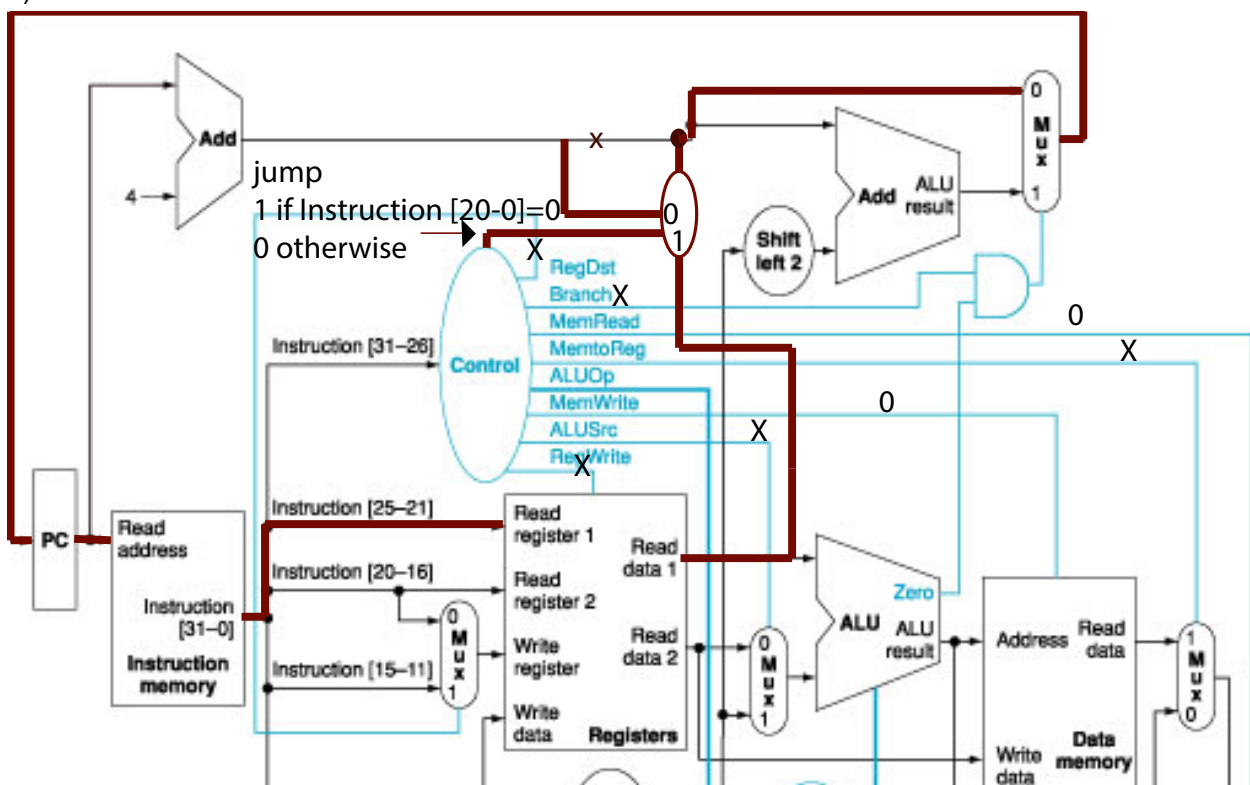 0
M
u
x
1
Add
x
4
jump
1 if Instruction [20-0]=0
0 otherwise
0
1
X
Add
ALU
result
Shift
left 2
RegDst
Branch
X
MemRead
0
MemtoReg
X
ALUOp
MemWrite
0
ALUSrc
X
RegWrite
X
Control
Instruction [31–26]
PC
Read
address
Instruction
[31–0]
Instruction
memory
Instruction [25–21]
Instruction [20–16]
Instruction [15–11]
0
M
u
x
1
Read
register 1
Read
register 2
Write
register
Write
data
Read
data 1
Read
data 2
Registers
0
M
u
x
1
Zero
ALU
ALU
result
Address
Read
data
Write
data
Data
memory
1
M
u
x
0